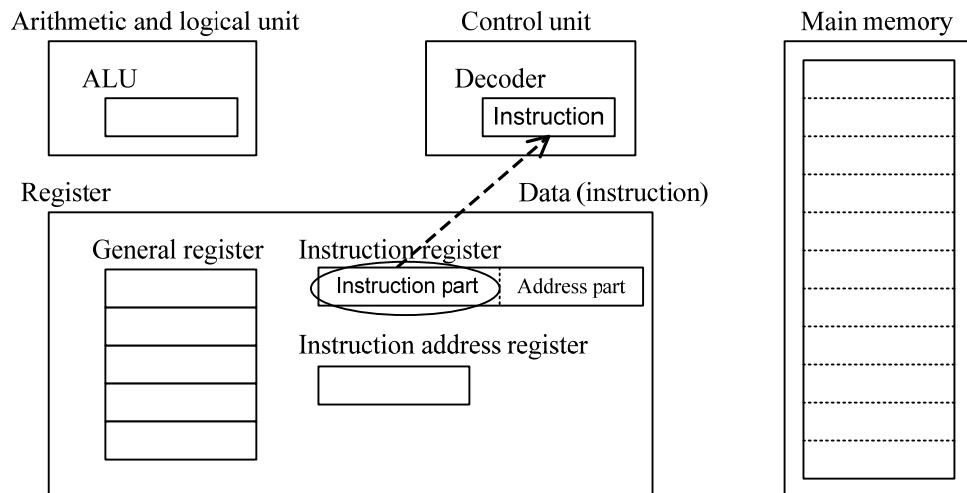 Arithmetic and logical unit
Control unit
Main memory
ALU
Decoder
Instruction
Register
Data (instruction)
General register
Instruction register
Instruction part
Address part
Instruction address register